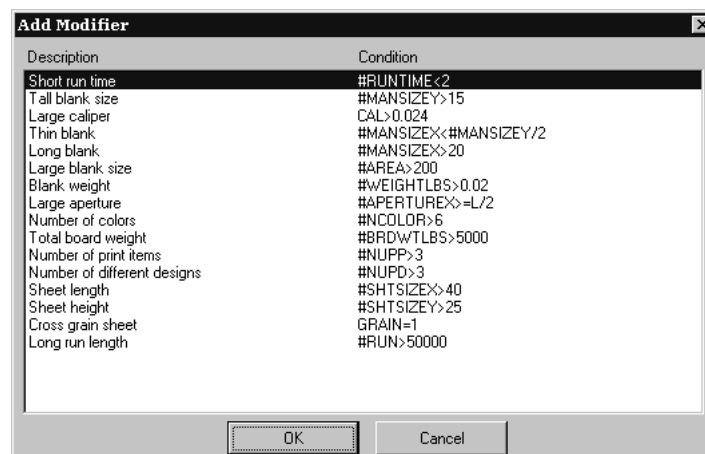 Add Modifier
Description Condition
Short run time #RUNTIME<2
Tall blank size #MANSIZEY>15
Large caliper CAL>0.024
Thin blank #MANSIZEX<#MANSIZEY/2
Long blank #MANSIZEX>20
Large blank size #AREA>200
Blank weight #WEIGHTLBS>0.02
Large aperture #APERTUREX>=L/2
Number of colors #NCOLOR>6
Total board weight #BRDWTLBS>5000
Number of print items #NUPP>3
Number of different designs #NUPD>3
Sheet length #SHTSIZEX>40
Sheet height #SHTSIZEY>25
Cross grain sheet GRAIN=1
Long run length #RUN>50000
OK Cancel